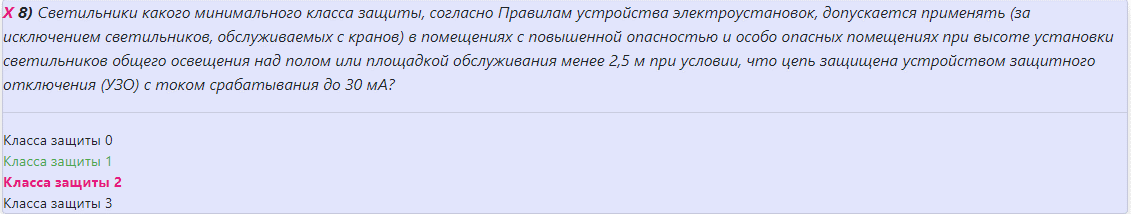 X 8) Светильники какого минимального класса защиты, согласно Правилам устройства электроустановок, допускается применять (за
исключением светильников, обслуживаемых с кранов) в помещениях с повышенной опасностью и особо опасных помещениях при высоте установки
светильников общего освещения над полом или площадкой обслуживания менее 2,5 м при условии, что цепь защищена устройством защитного
отключения (УЗО) с током срабатывания до 30 мА?
Класса защиты 0
Класса защиты 1
Класса защиты 2
Класса защиты 3